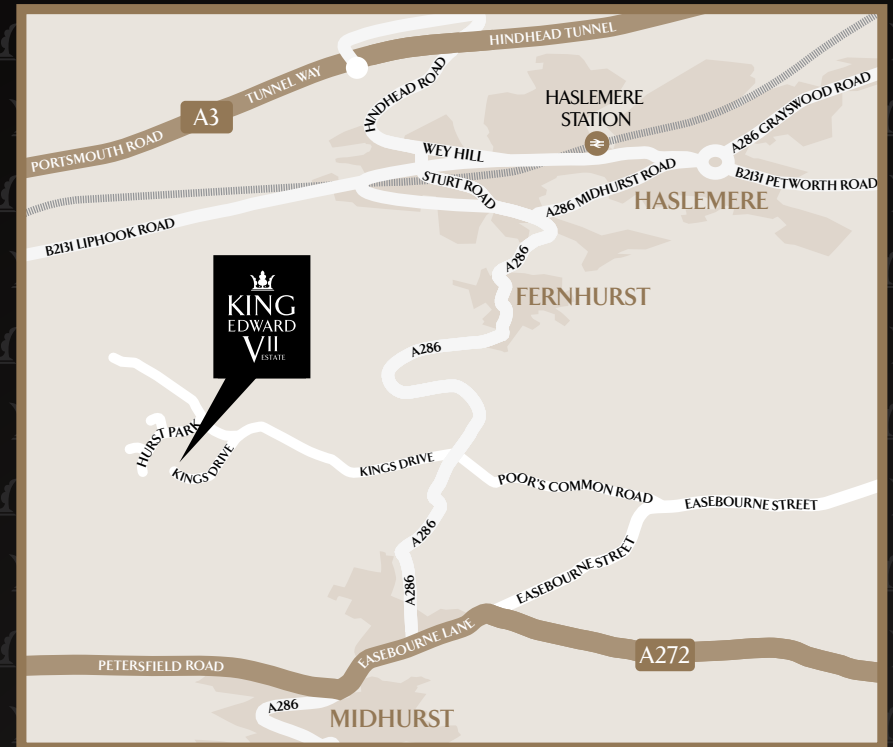 HINDHEAD TUNNEL
TUNNEL WAY
A3
PORTSMOUTH ROAD
HINDHEAD ROAD
HASLEMERE
STATION
A286 GRAYSWOOD ROAD
WEY HILL
STURT ROAD
A286 MIDHURST ROAD
B2131 PETWORTH ROAD
HASLEMERE
B2131 LIPHOOK ROAD
A286
KING
EDWARD
VII
ESTATE
FERNHURST
A286
HURST PARK
KINGS DRIVE
KINGS DRIVE
POOR'S COMMON ROAD
EASEBOURNE STREET
A286
EASEBOURNE STREET
A286
EASEBOURNE LANE
A272
PETERSFIELD ROAD
A286
MIDHURST